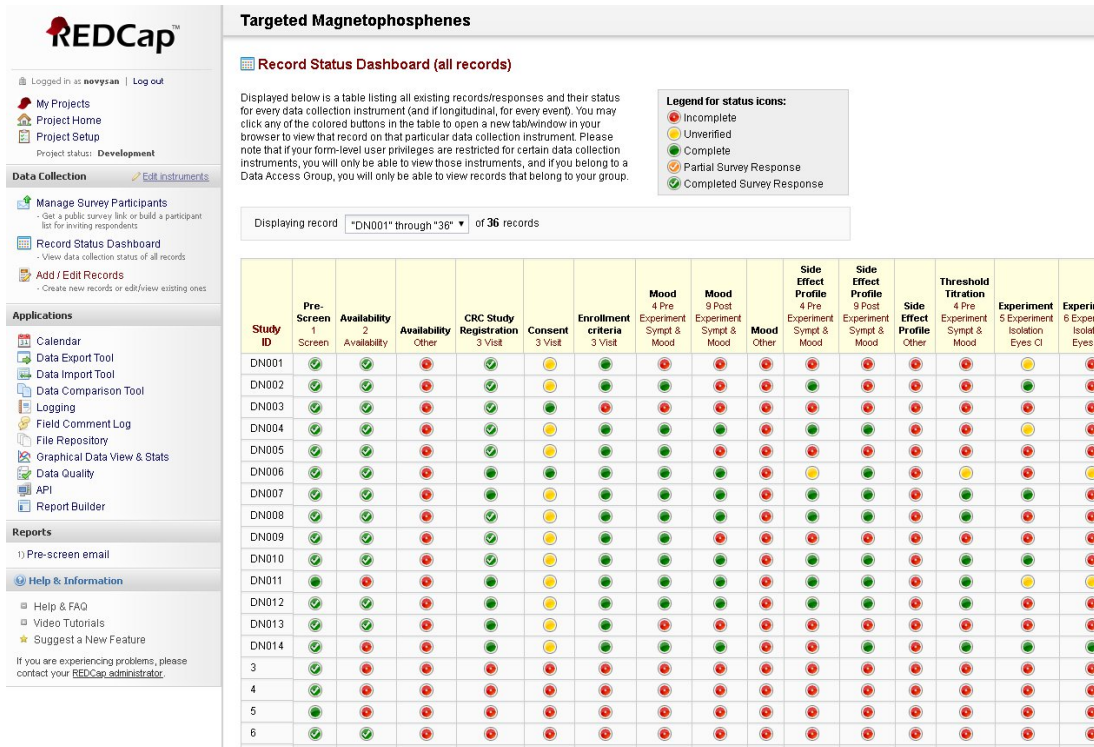 REDCap™
Logged in as novysan | Log out
My Projects
Project Home
Project Setup
Project status: Development
Data Collection
Edit instruments
Manage Survey Participants
- Get a public survey link or build a participant
list for inviting respondents
Record Status Dashboard
- View data collection status of all records
Add / Edit Records
- Create new records or edit/view existing ones
Applications
Calendar
Data Export Tool
Data Import Tool
Data Comparison Tool
Logging
Field Comment Log
File Repository
Graphical Data View & Stats
Data Quality
API
Report Builder
Reports
1) Pre-screen email
Help & Information
Help & FAQ
Video Tutorials
Suggest a New Feature
If you are experiencing problems, please
contact your REDCap administrator.
Targeted Magnetophosphenes
Record Status Dashboard (all records)
Displayed below is a table listing all existing records/responses and their status
for every data collection instrument (and if longitudinal, for every event). You may
click any of the colored buttons in the table to open a new tab/window in your
browser to view that record on that particular data collection instrument. Please
note that if your form-level user privileges are restricted for certain data collection
instruments, you will only be able to view those instruments, and if you belong to a
Data Access Group, you will only be able to view records that belong to your group.
Legend for status icons:
Incomplete
Unverified
Complete
Partial Survey Response
Completed Survey Response
Displaying record "DN001" through "36" of 36 records
Study
ID
Pre-
Screen
1
Screen
Availability
2
Availability
Availability
Other
CRC Study
Registration
3 Visit
Consent
3 Visit
Enrollment
criteria
3 Visit
Mood
4 Pre
Experiment
Sympt &
Mood
Mood
9 Post
Experiment
Sympt &
Mood
Mood
Other
Side
Effect
Profile
4 Pre
Experiment
Sympt &
Mood
Side
Effect
Profile
9 Post
Experiment
Sympt &
Mood
Side
Effect
Profile
Other
Threshold
Titration
4 Pre
Experiment
Sympt &
Mood
Experiment
5 Experiment
Isolation
Eyes Cl
Experi
6 Exper
Isolat
Eyes
DN001
DN002
DN003
DN004
DN005
DN006
DN007
DN008
DN009
DN010
DN011
DN012
DN013
DN014
3
4
5
6